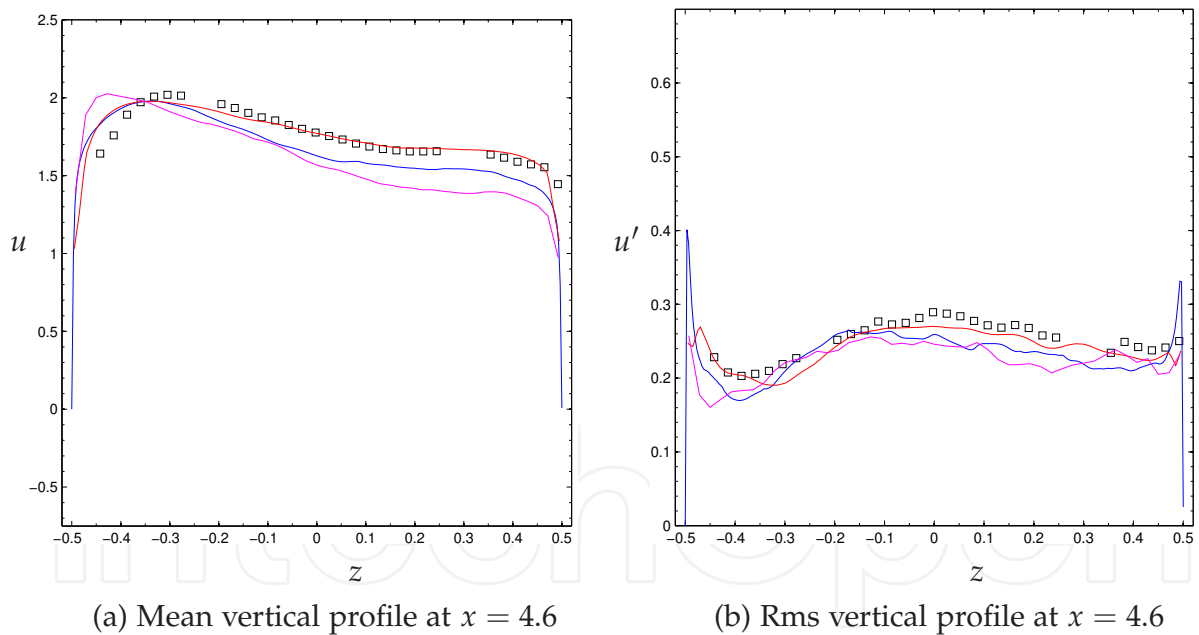 2.5
2
1.5
1
0.5
0
−0.5
u
−0.5 −0.4 −0.3 −0.2 −0.1 0 0.1 0.2 0.3 0.4 0.5
z
(a) Mean vertical profile at x = 4.6
0.6
0.5
0.4
0.3
0.2
0.1
0
u′
−0.5 −0.4 −0.3 −0.2 −0.1 0 0.1 0.2 0.3 0.4 0.5
z
(b) Rms vertical profile at x = 4.6
intechopen